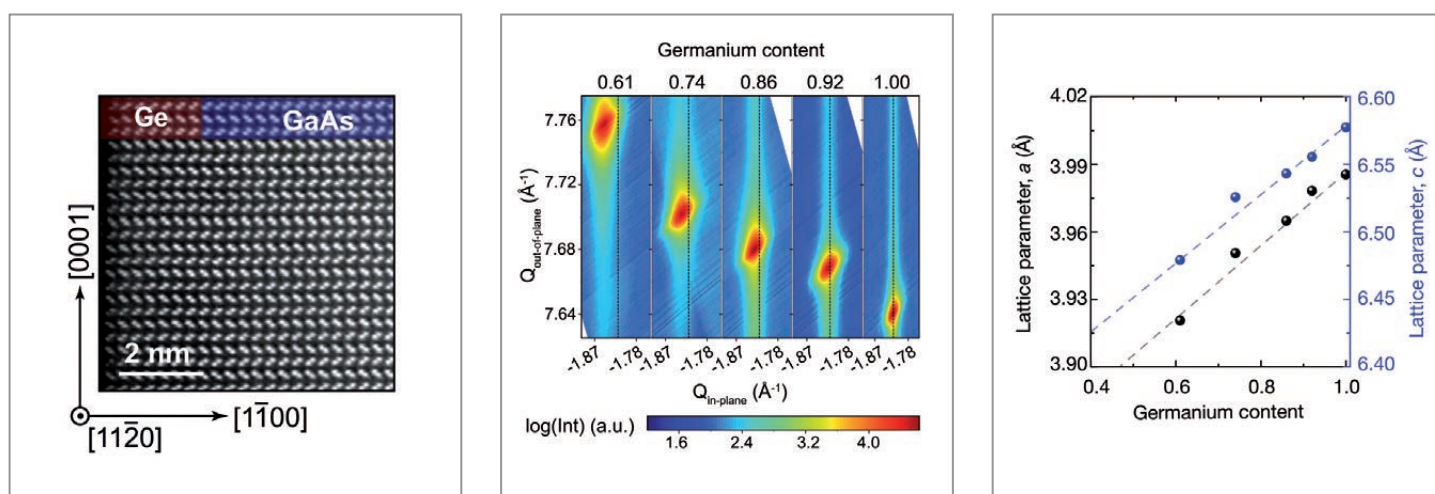 Ge GaAs
[0001]
2 nm
[11̅00]
[112̅0]
Germanium content
0.61 0.74 0.86 0.92 1.00
Q out-of-plane (Å⁻¹)
7.76
7.72
7.68
7.64
-1.87 -1.78 -1.87 -1.78 -1.87 -1.78 -1.87 -1.78 -1.87 -1.78
Q in-plane (Å⁻¹)
log(Int) (a.u.)
1.6 2.4 3.2 4.0
Lattice parameter, a (Å)
4.02
3.99
3.96
3.93
3.90
6.60
6.55
6.50
6.45
6.40
Lattice parameter, c (Å)
0.4 0.6 0.8 1.0
Germanium content